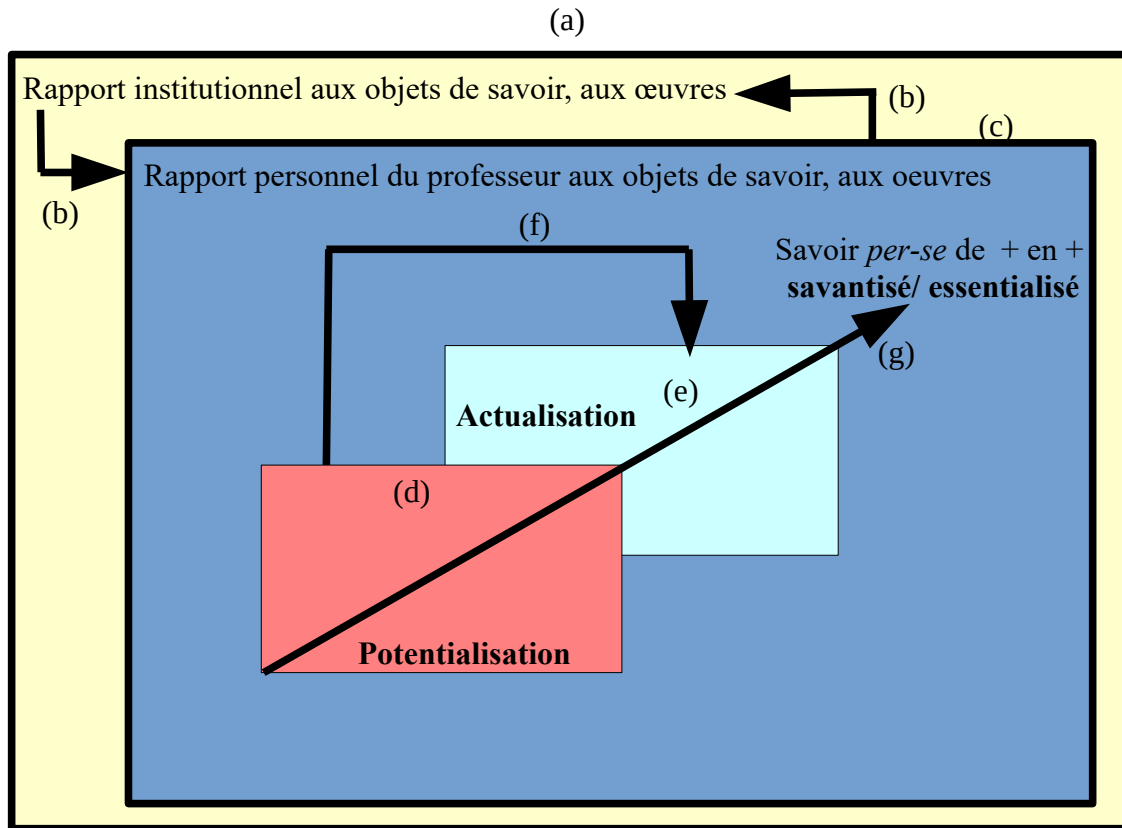 (a)
Rapport institutionnel aux objets de savoir, aux œuvres
(b)
(c)
Rapport personnel du professeur aux objets de savoir, aux oeuvres
(b)
(f)
Savoir per-se de + en +
savantisé/ essentialisé
(g)
(e)
Actualisation
(d)
Potentialisation